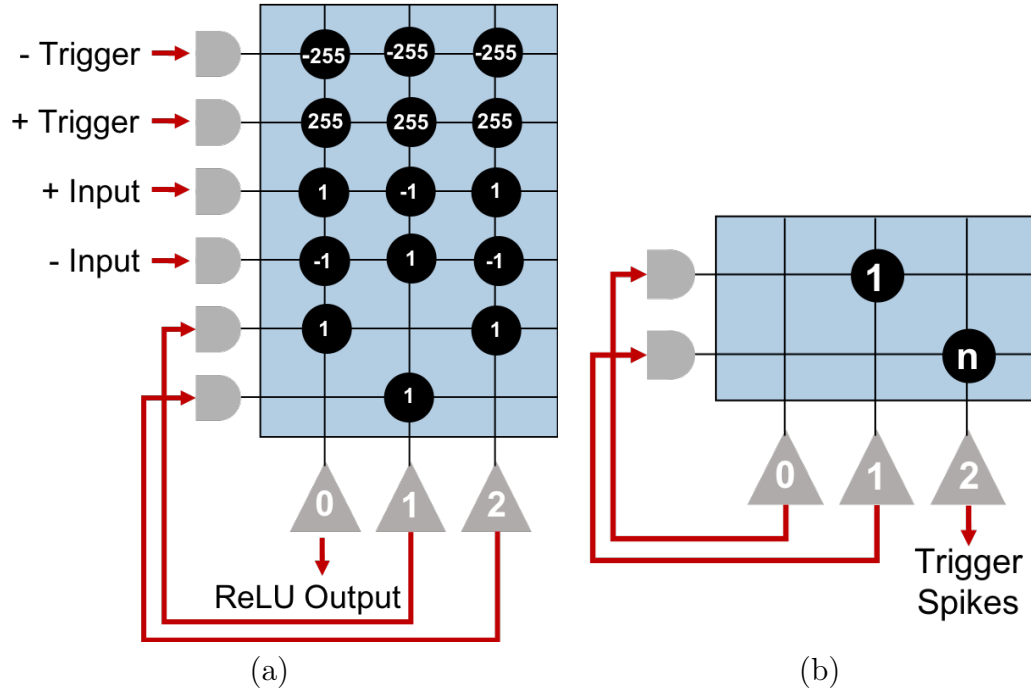 - Trigger
-255 -255 -255
+ Trigger
255 255 255
+ Input
1 -1 1
- Input
-1 1 -1
1 1
1
0 1 2
ReLU Output
(a)
1
n
0 1 2
Trigger
Spikes
(b)